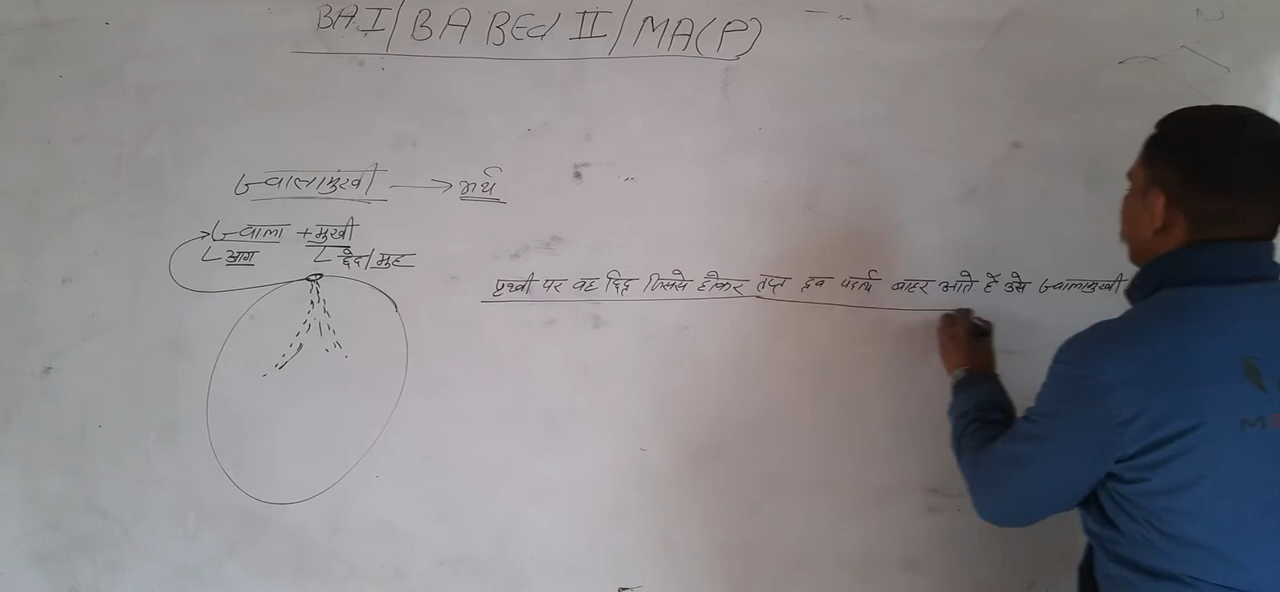 BA I / BA BEd II / MA(P)
ज्वालामुखी → अर्थ
ज्वाला + मुखी
आग छेद/मुह
पृथ्वी पर वह छिद्र जिससे होकर तप्त द्रव पदार्थ बाहर आते हैं उसे ज्वालामुखी